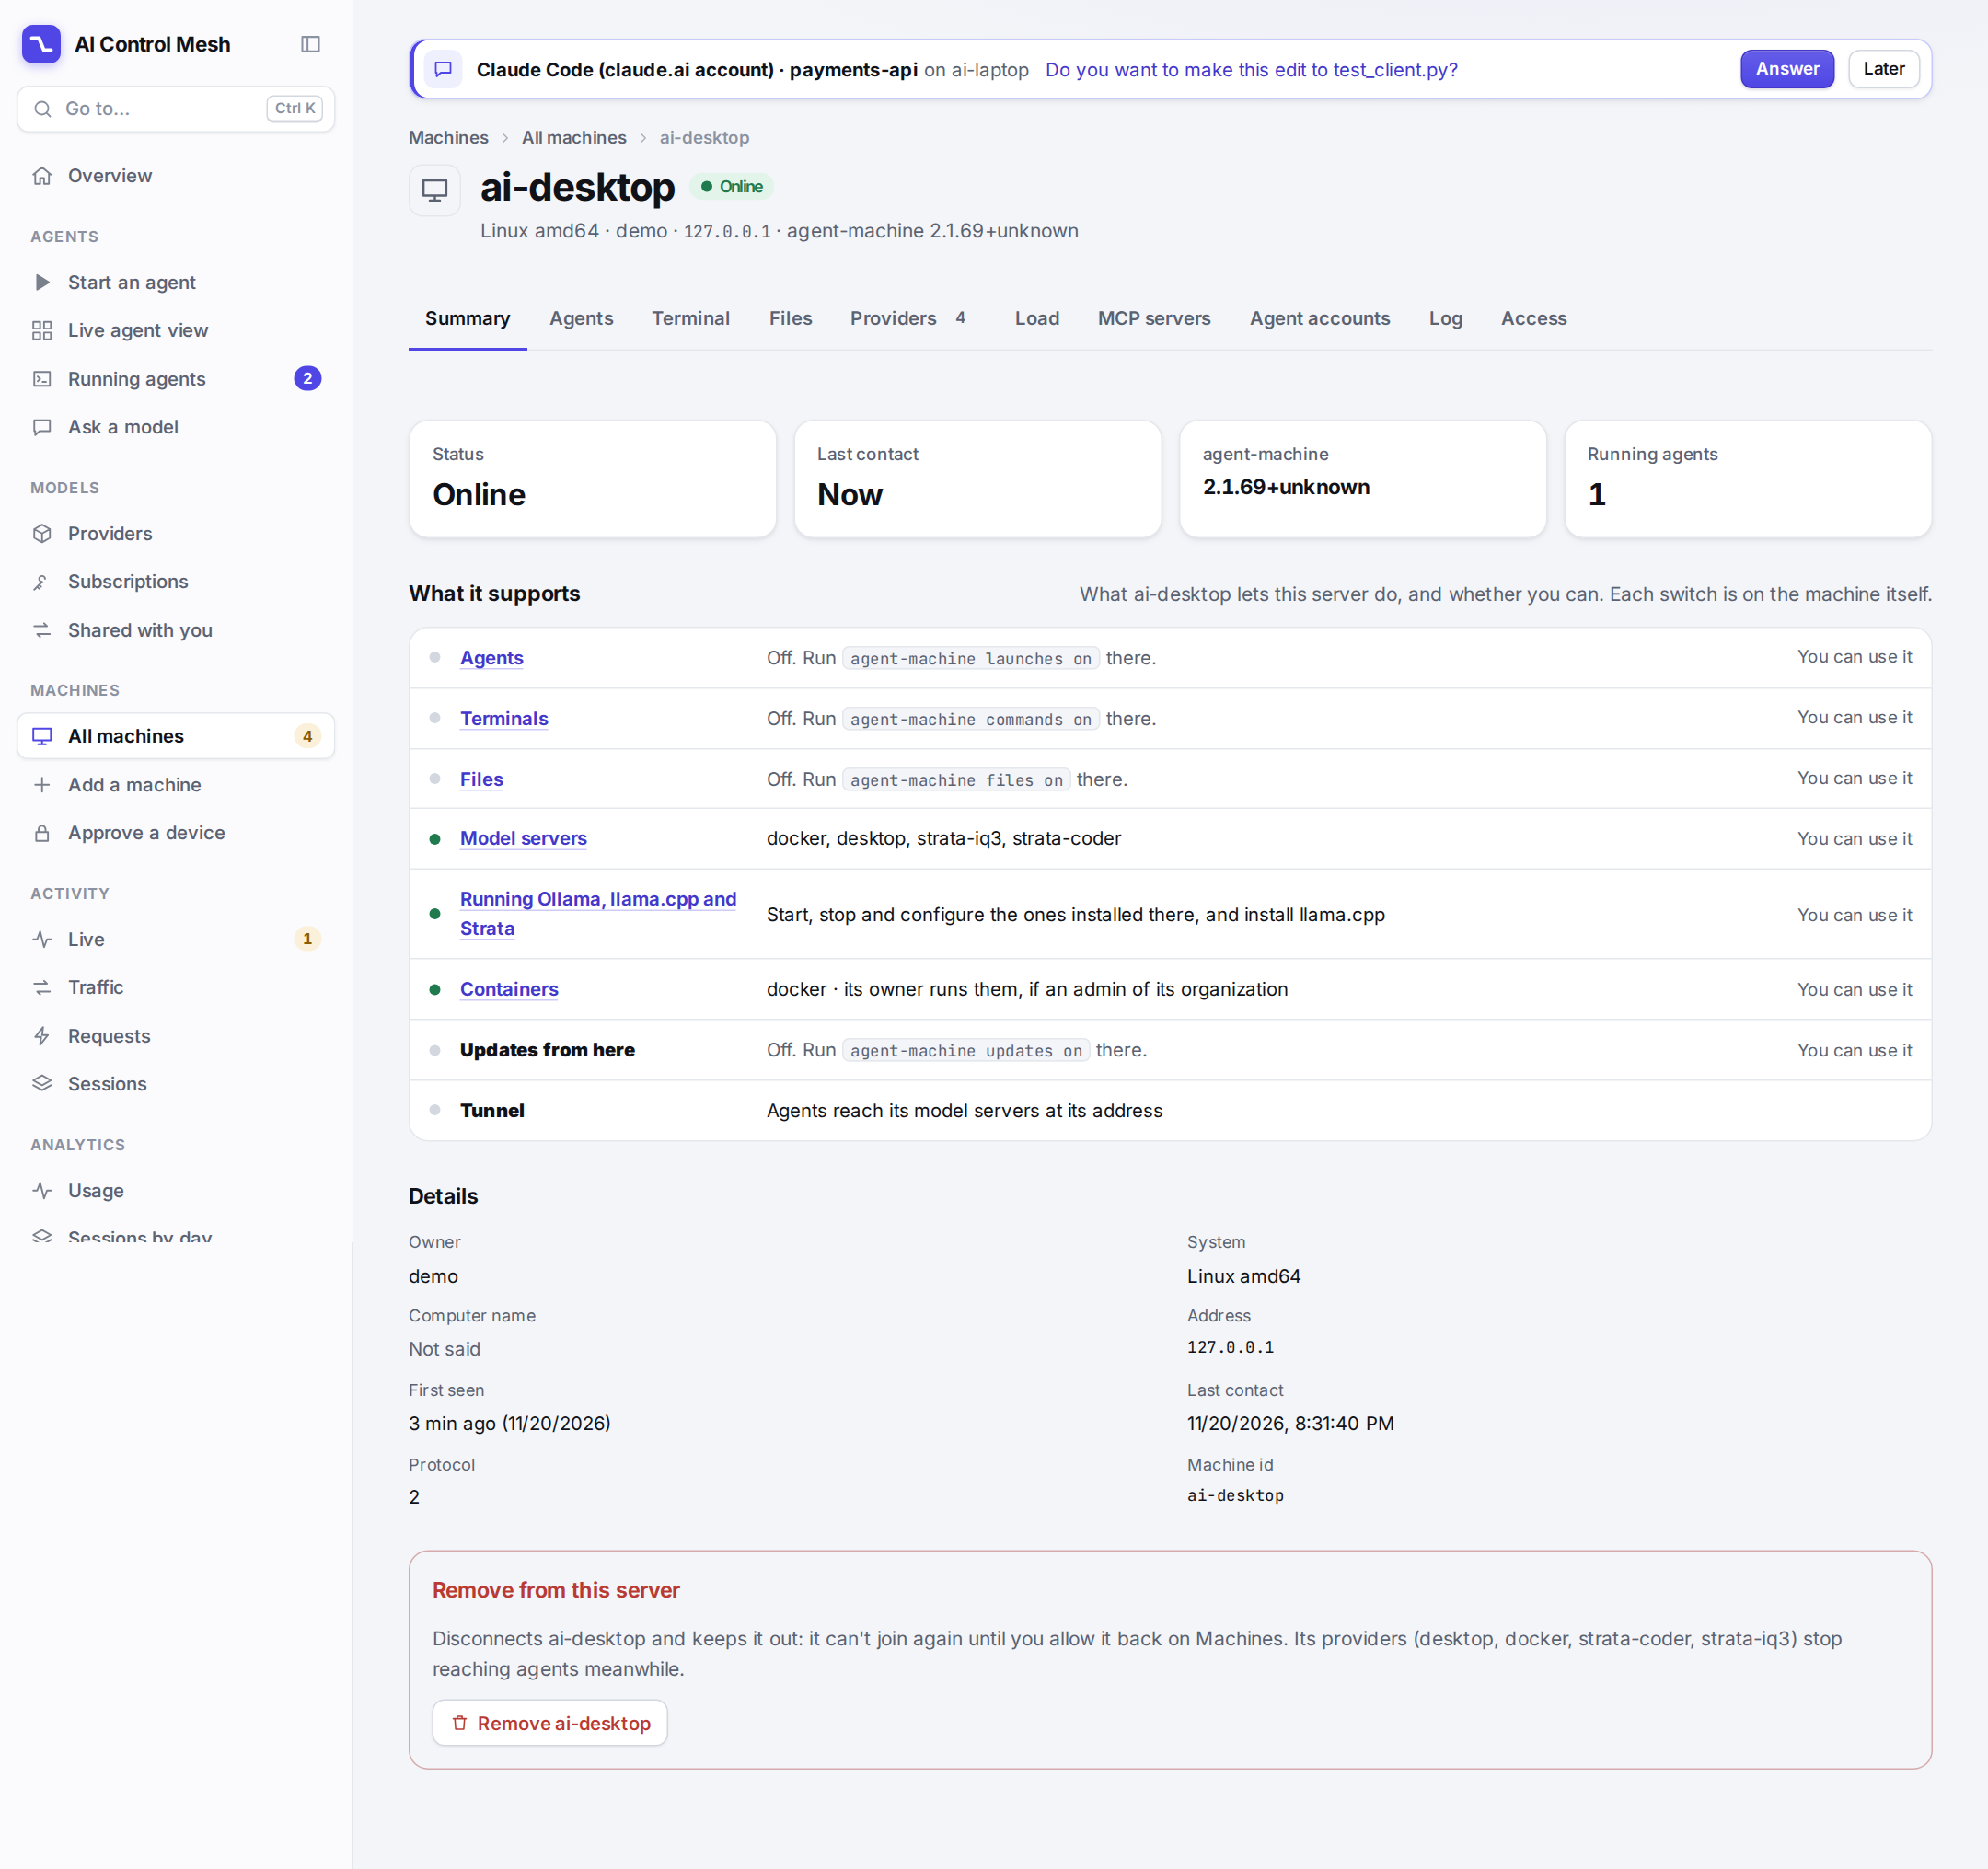 AI Control Mesh
Go to...
Ctrl K
Overview
AGENTS
Start an agent
Live agent view
Running agents
2
Ask a model
MODELS
Providers
Subscriptions
Shared with you
MACHINES
All machines
4
Add a machine
Approve a device
ACTIVITY
Live
1
Traffic
Requests
Sessions
ANALYTICS
Usage
Sessions by day
Claude Code (claude.ai account) · payments-api on ai-laptop Do you want to make this edit to test_client.py?
Answer
Later
Machines > All machines > ai-desktop
ai-desktop
Online
Linux amd64 · demo · 127.0.0.1 · agent-machine 2.1.69+unknown
Summary Agents Terminal Files Providers 4 Load MCP servers Agent accounts Log Access
Status
Online
Last contact
Now
agent-machine
2.1.69+unknown
Running agents
1
What it supports
What ai-desktop lets this server do, and whether you can. Each switch is on the machine itself.
Agents Off. Run agent-machine launches on there. You can use it
Terminals Off. Run agent-machine commands on there. You can use it
Files Off. Run agent-machine files on there. You can use it
Model servers docker, desktop, strata-iq3, strata-coder You can use it
Running Ollama, llama.cpp and
Strata
Start, stop and configure the ones installed there, and install llama.cpp You can use it
Containers docker · its owner runs them, if an admin of its organization You can use it
Updates from here Off. Run agent-machine updates on there. You can use it
Tunnel Agents reach its model servers at its address
Details
Owner
demo
System
Linux amd64
Computer name
Not said
Address
127.0.0.1
First seen
3 min ago (11/20/2026)
Last contact
11/20/2026, 8:31:40 PM
Protocol
2
Machine id
ai-desktop
Remove from this server
Disconnects ai-desktop and keeps it out: it can't join again until you allow it back on Machines. Its providers (desktop, docker, strata-coder, strata-iq3) stop
reaching agents meanwhile.
Remove ai-desktop